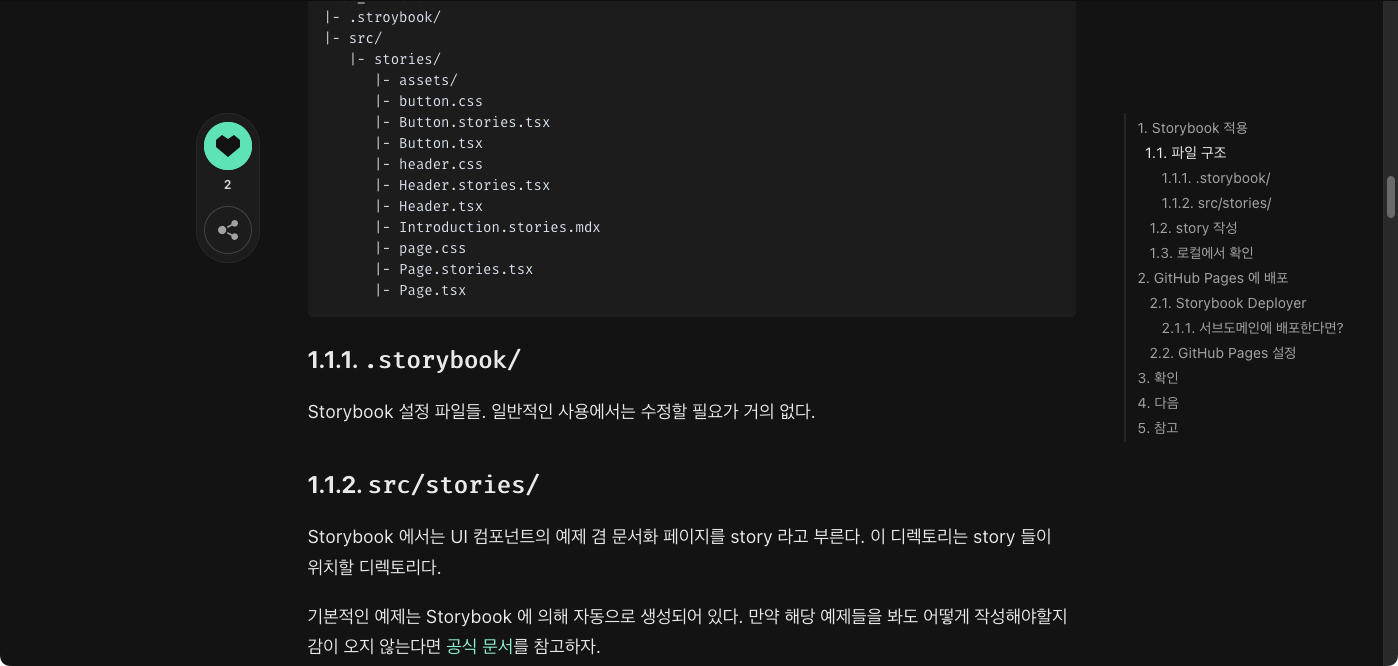 |- .stroybook/
|- src/
|- stories/
|- assets/
|- button.css
|- Button.stories.tsx
|- Button.tsx
|- header.css
|- Header.stories.tsx
|- Header.tsx
|- Introduction.stories.mdx
|- page.css
|- Page.stories.tsx
|- Page.tsx
2
1.1.1. .storybook/
Storybook 설정 파일들. 일반적인 사용에서는 수정할 필요가 거의 없다.
1.1.2. src/stories/
Storybook 에서는 UI 컴포넌트의 예제 겸 문서화 페이지를 story 라고 부른다. 이 디렉토리는 story 들이
위치할 디렉토리다.
기본적인 예제는 Storybook 에 의해 자동으로 생성되어 있다. 만약 해당 예제들을 봐도 어떻게 작성해야할지
감이 오지 않는다면 공식 문서를 참고하자.
1. Storybook 적용
1.1. 파일 구조
1.1.1. .storybook/
1.1.2. src/stories/
1.2. story 작성
1.3. 로컬에서 확인
2. GitHub Pages 에 배포
2.1. Storybook Deployer
2.1.1. 서브도메인에 배포한다면?
2.2. GitHub Pages 설정
3. 확인
4. 다음
5. 참고